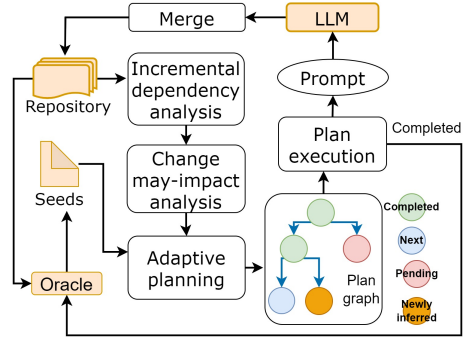 Merge
LLM
Repository
Incremental
dependency
analysis
Prompt
Change
may-impact
analysis
Plan
execution
Completed
Seeds
Adaptive
planning
Oracle
Plan
graph
Completed
Next
Pending
Newly
inferred